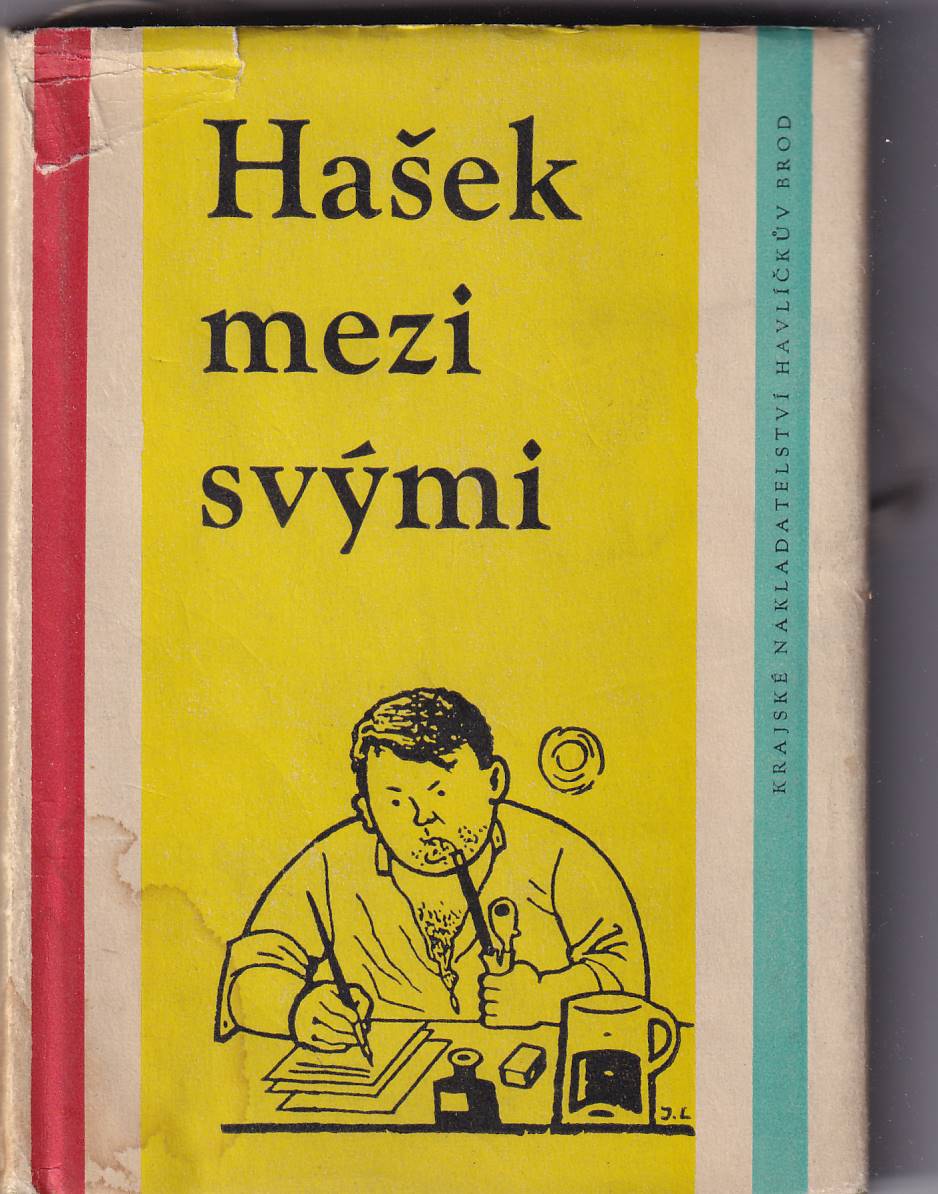 Hašek
mezi
svými
KRAJSKÉ NAKLADATELSTVÍ HAVLÍČKŮV BROD
J.L